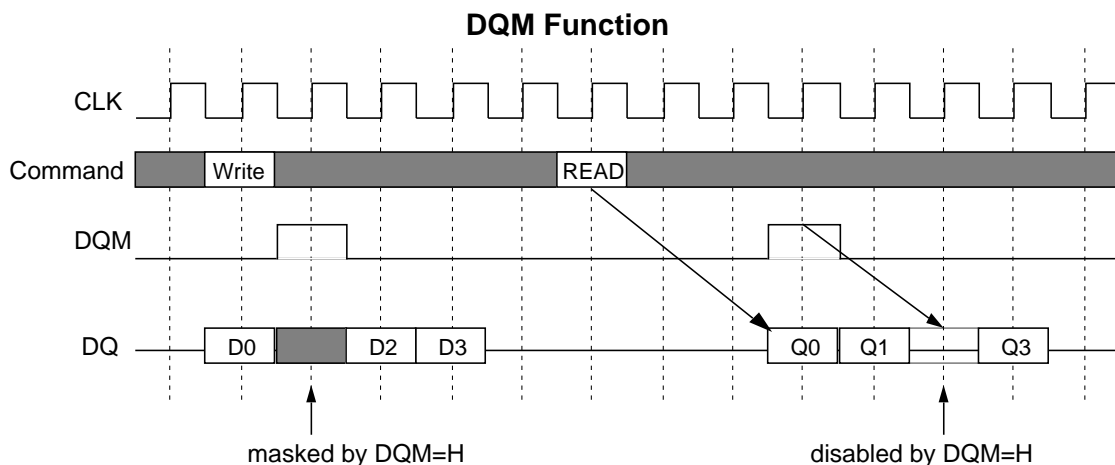 DQM Function
CLK
Command Write READ
DQM
DQ D0 D2 D3 Q0 Q1 Q3
masked by DQM=H disabled by DQM=H